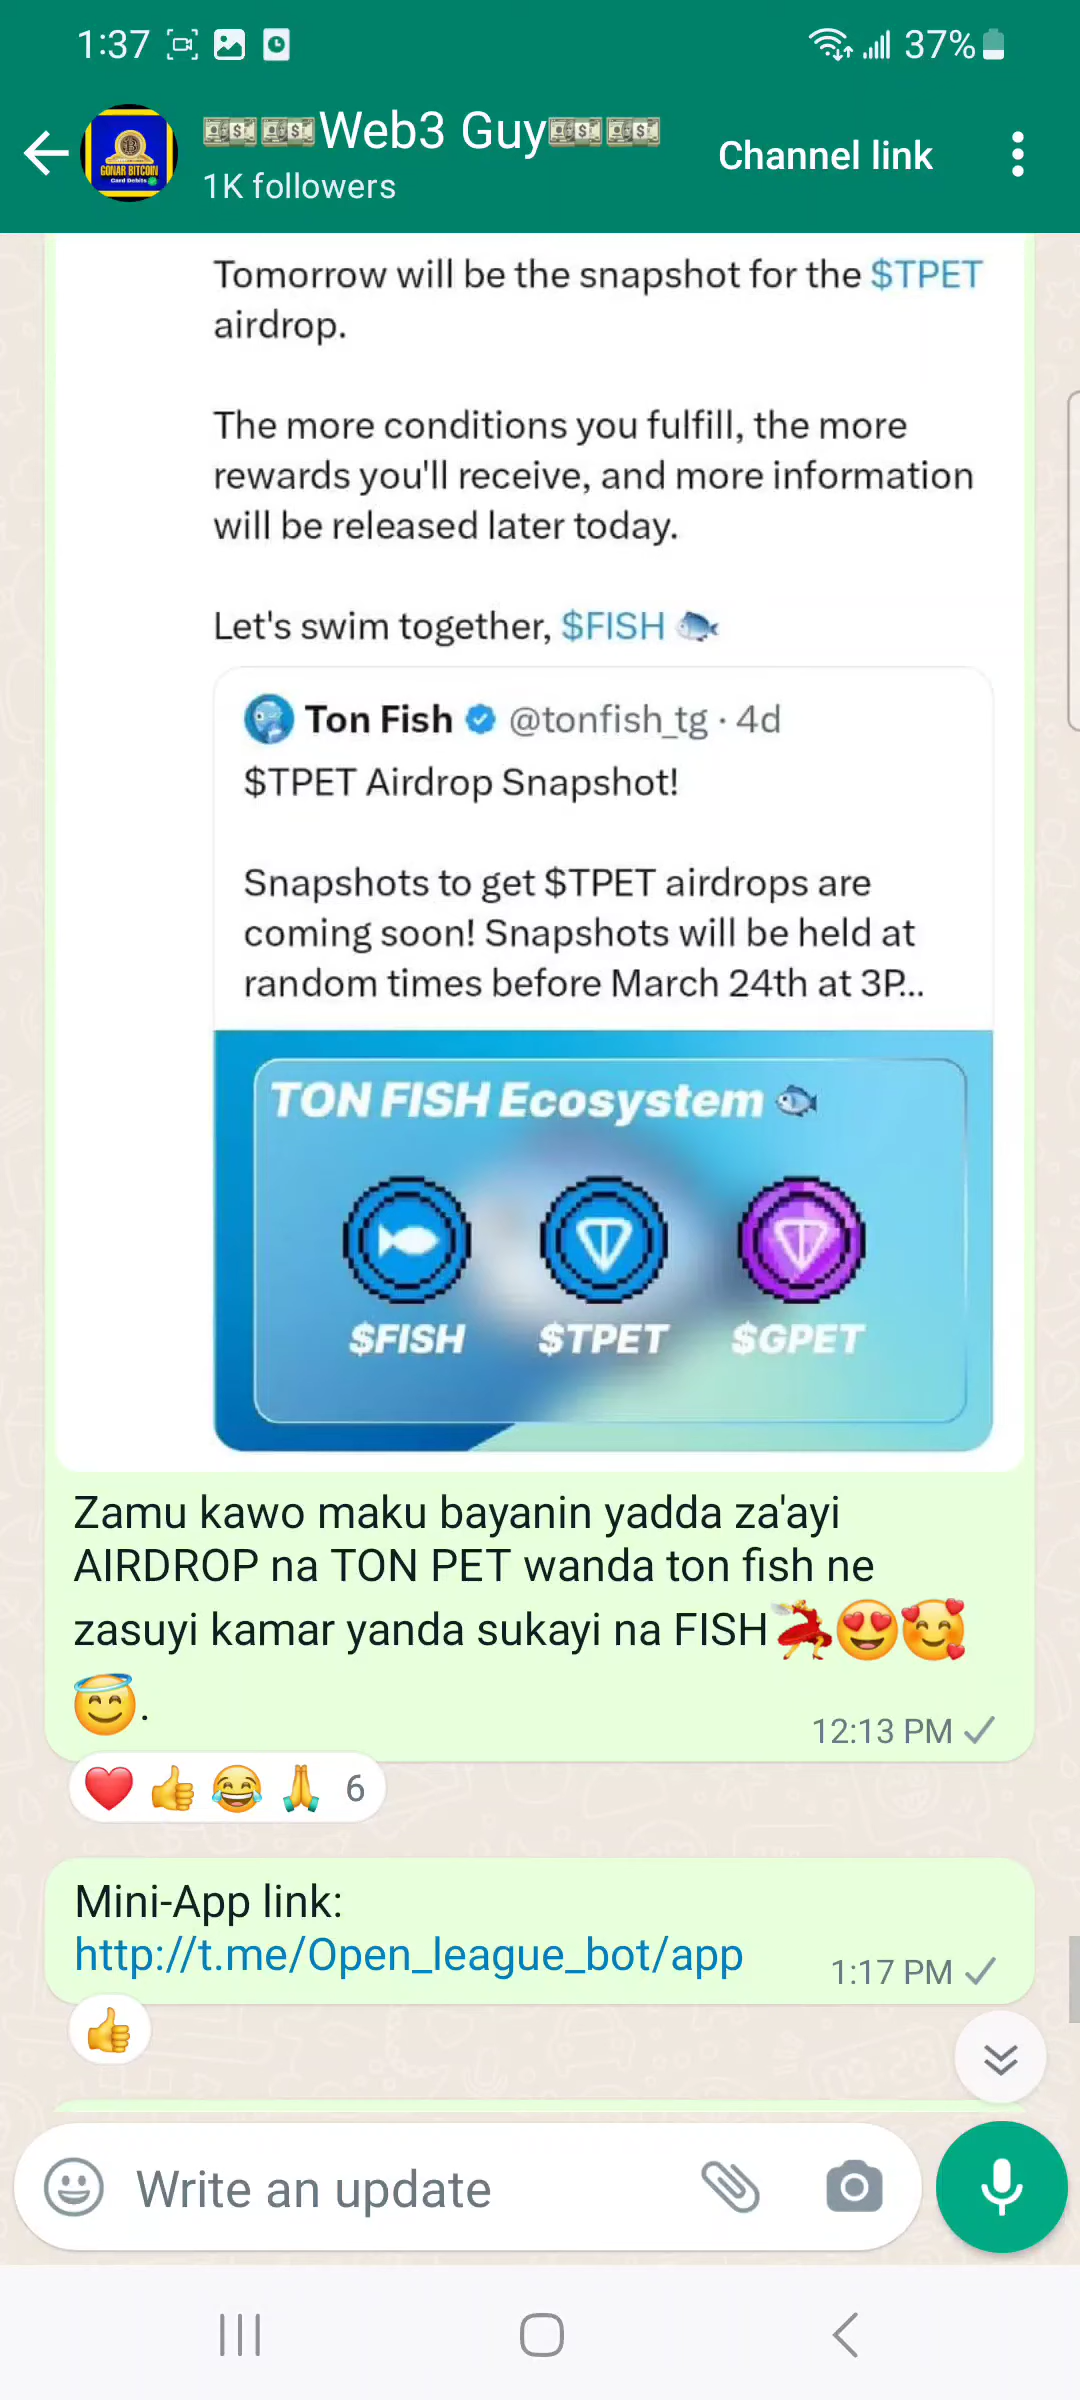 1:37
37%
💵💵Web3 Guy💵💵
1K followers
Channel link
GONAR BITCOIN
Card Debits
Tomorrow will be the snapshot for the $TPET
airdrop.
The more conditions you fulfill, the more
rewards you'll receive, and more information
will be released later today.
Let's swim together, $FISH 🐟
Ton Fish @tonfish_tg · 4d
$TPET Airdrop Snapshot!
Snapshots to get $TPET airdrops are
coming soon! Snapshots will be held at
random times before March 24th at 3P...
TON FISH Ecosystem 🐟
$FISH $TPET $GPET
Zamu kawo maku bayanin yadda za'ayi
AIRDROP na TON PET wanda ton fish ne
zasuyi kamar yanda sukayi na FISH💃😍🥰
😇.
12:13 PM
❤️👍😂🙏 6
Mini-App link:
http://t.me/Open_league_bot/app
1:17 PM
👍
Write an update